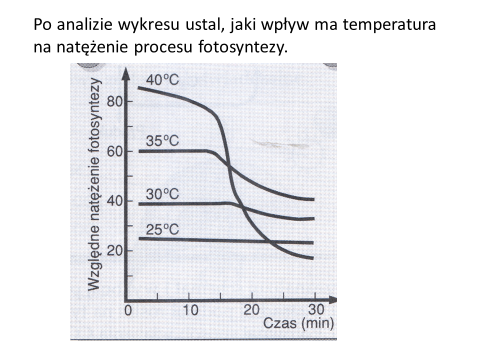 Po analizie wykresu ustal, jaki wpływ ma temperatura
na natężenie procesu fotosyntezy.
Względne natężenie fotosyntezy
80
60
40
20
40°C
35°C
30°C
25°C
0 10 20 30
Czas (min)